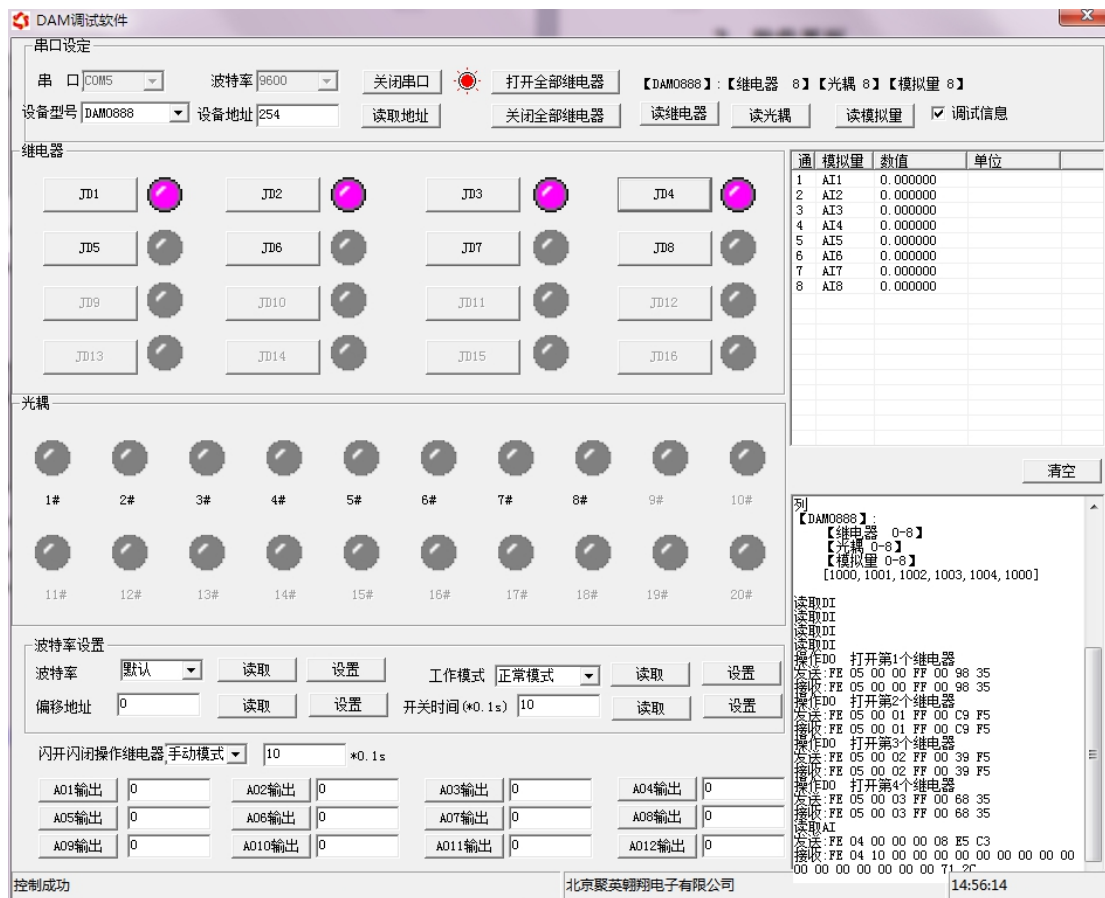 DAM调试软件
串口设定
串 口 COM5 波特率 9600 关闭串口 打开全部继电器 【DAM0888】:【继电器 8】【光耦 8】【模拟量 8】
设备型号 DAM0888 设备地址 254 读取地址 关闭全部继电器 读继电器 读光耦 读模拟量 调试信息
继电器
JD1 JD2 JD3 JD4
JD5 JD6 JD7 JD8
JD9 JD10 JD11 JD12
JD13 JD14 JD15 JD16
通 模拟量 数值 单位
1 AI1 0.000000
2 AI2 0.000000
3 AI3 0.000000
4 AI4 0.000000
5 AI5 0.000000
6 AI6 0.000000
7 AI7 0.000000
8 AI8 0.000000
光耦
1# 2# 3# 4# 5# 6# 7# 8# 9# 10#
11# 12# 13# 14# 15# 16# 17# 18# 19# 20#
清空
列
【DAM0888】:
【继电器 0-8】
【光耦 0-8】
【模拟量 0-8】
[1000,1001,1002,1003,1004,1000]
读取DI
读取DI
读取DI
读取DI
操作DO 打开第1个继电器
发送:FE 05 00 00 FF 00 98 35
接收:FE 05 00 00 FF 00 98 35
操作DO 打开第2个继电器
发送:FE 05 00 01 FF 00 C9 F5
接收:FE 05 00 01 FF 00 C9 F5
操作DO 打开第3个继电器
发送:FE 05 00 02 FF 00 39 F5
接收:FE 05 00 02 FF 00 39 F5
操作DO 打开第4个继电器
发送:FE 05 00 03 FF 00 68 35
接收:FE 05 00 03 FF 00 68 35
读取AI
发送:FE 04 00 00 00 08 E5 C3
接收:FE 04 10 00 00 00 00 00 00 00 00 00
00 00 00 00 00 00 00 71 2C
波特率设置
波特率 默认 读取 设置 工作模式 正常模式 读取 设置
偏移地址 0 读取 设置 开关时间(*0.1s) 10 读取 设置
闪开闪闭操作继电器 手动模式 10 *0.1s
AO1输出 0 AO2输出 0 AO3输出 0 AO4输出 0
AO5输出 0 AO6输出 0 AO7输出 0 AO8输出 0
AO9输出 0 AO10输出 0 AO11输出 0 AO12输出 0
控制成功 北京聚英翱翔电子有限公司 14:56:14